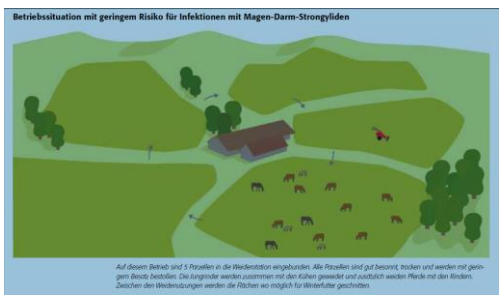 Betriebssituation mit geringem Risiko für Infektionen mit Magen-Darm-Strongyliden
Auf diesem Betrieb sind 5 Parzellen in die Weiderotation eingebunden. Alle Parzellen sind gut besonnt, trocken und werden mit gerin-
gem Besatz bestoßen. Die Jungrinder werden zusammen mit den Kühen geweidet und zusätzlich weiden Pferde mit den Rindern.
Zwischen den Weidenutzungen werden die Flächen wo möglich für Winterfutter geschnitten.